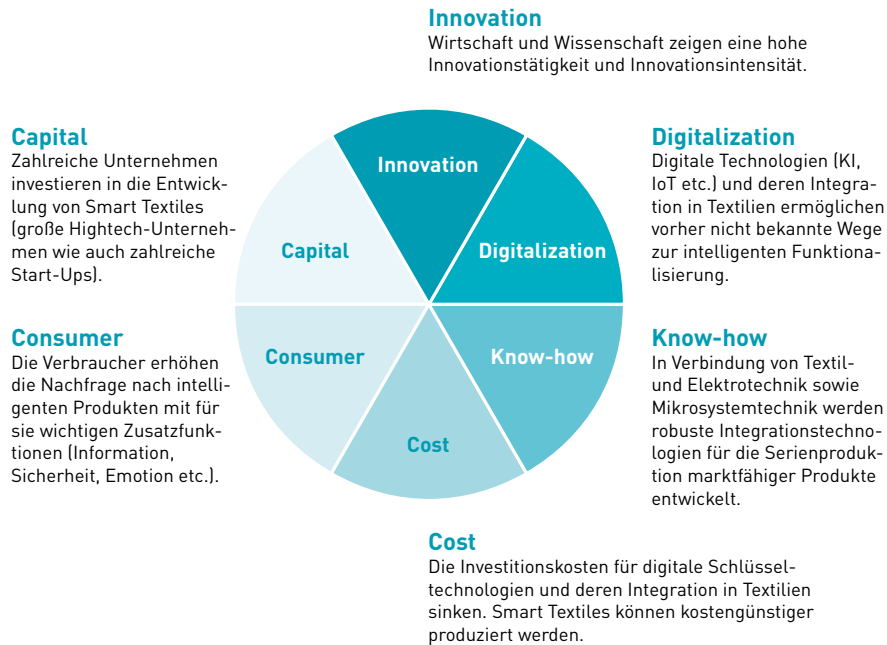 Innovation
Wirtschaft und Wissenschaft zeigen eine hohe
Innovationstätigkeit und Innovationsintensität.
Capital
Zahlreiche Unternehmen
investieren in die Entwick-
lung von Smart Textiles
(große Hightech-Unterneh-
men wie auch zahlreiche
Start-Ups).
Digitalization
Digitale Technologien (KI,
IoT etc.) und deren Integra-
tion in Textilien ermöglichen
vorher nicht bekannte Wege
zur intelligenten Funktiona-
lisierung.
Innovation
Capital
Digitalization
Consumer
Know-how
Cost
Consumer
Die Verbraucher erhöhen
die Nachfrage nach intelli-
genten Produkten mit für
sie wichtigen Zusatzfunk-
tionen (Information,
Sicherheit, Emotion etc.).
Know-how
In Verbindung von Textil-
und Elektrotechnik sowie
Mikrosystemtechnik werden
robuste Integrationstechno-
logien für die Serienproduk-
tion marktfähiger Produkte
entwickelt.
Cost
Die Investitionskosten für digitale Schlüssel-
technologien und deren Integration in Textilien
sinken. Smart Textiles können kostengünstiger
produziert werden.